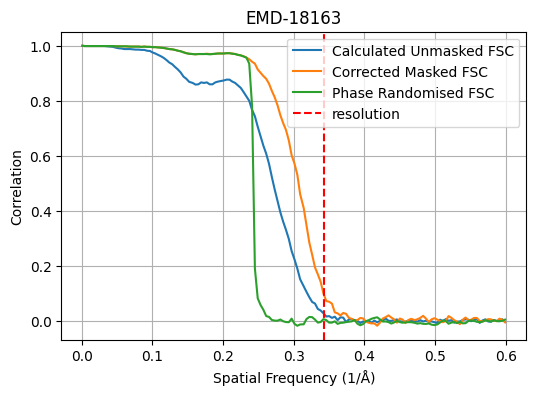 EMD-18163
Calculated Unmasked FSC
Corrected Masked FSC
Phase Randomised FSC
resolution
Correlation
1.0
0.8
0.6
0.4
0.2
0.0
0.0 0.1 0.2 0.3 0.4 0.5 0.6
Spatial Frequency (1/Å)